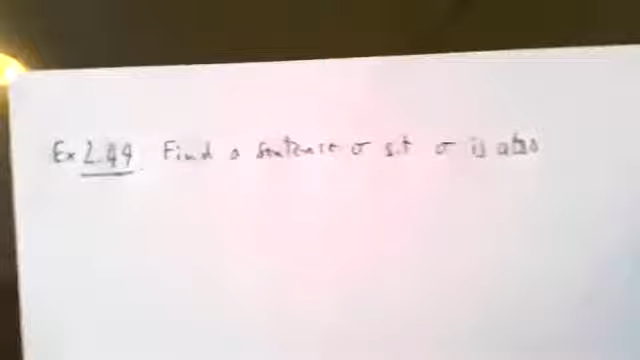 Ex 2.44 Find a sentence σ s.t σ is also